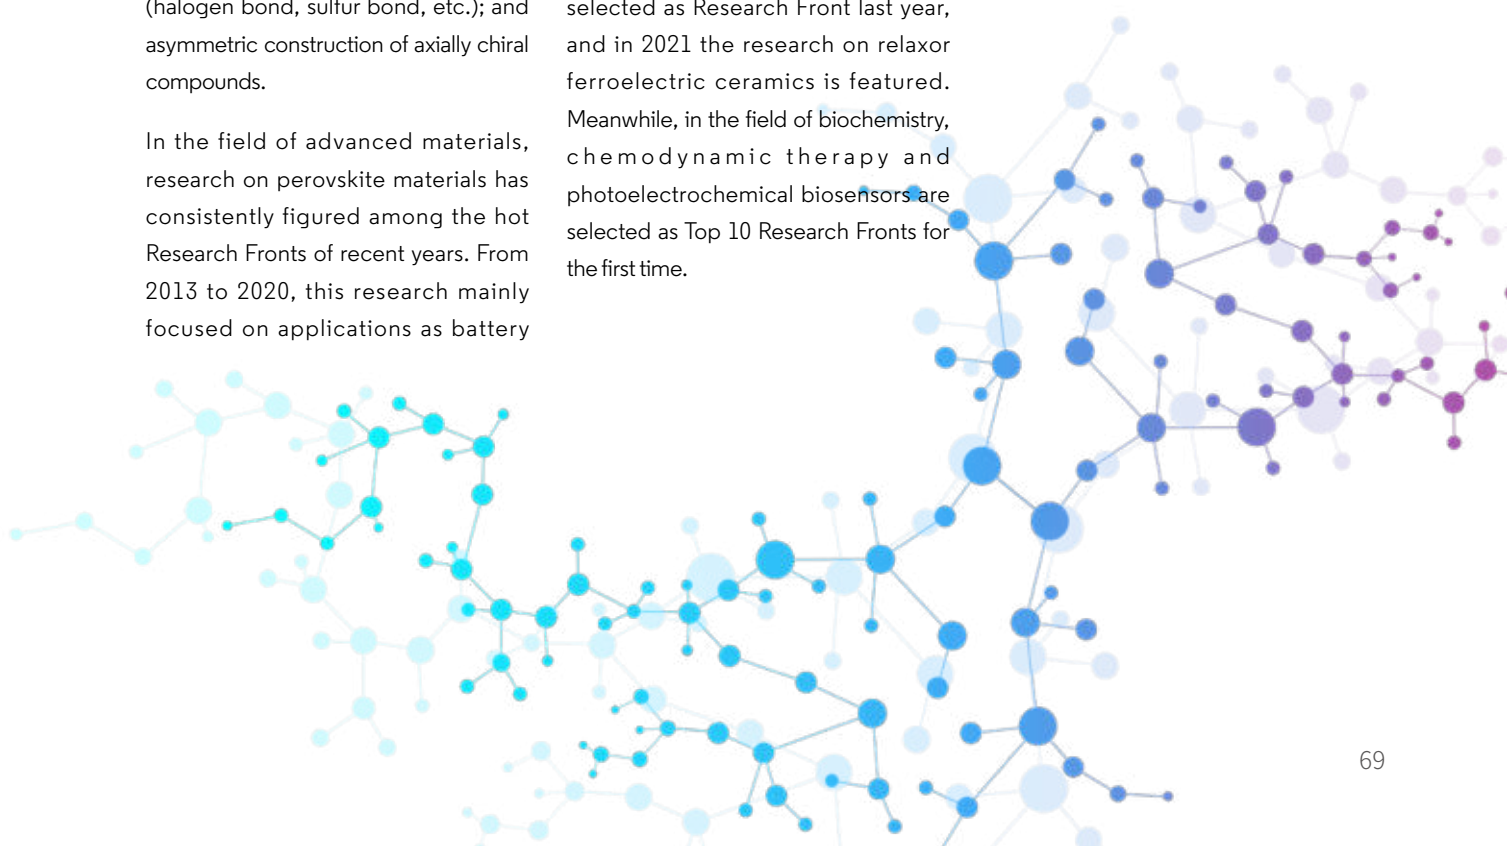 (halogen bond, sulfur bond, etc.); and
asymmetric construction of axially chiral
compounds.
In the field of advanced materials,
research on perovskite materials has
consistently figured among the hot
Research Fronts of recent years. From
2013 to 2020, this research mainly
focused on applications as battery
selected as Research Front last year,
and in 2021 the research on relaxor
ferroelectric ceramics is featured.
Meanwhile, in the field of biochemistry,
chemodynamic therapy and
photoelectrochemical biosensors are
selected as Top 10 Research Fronts for
the first time.
69